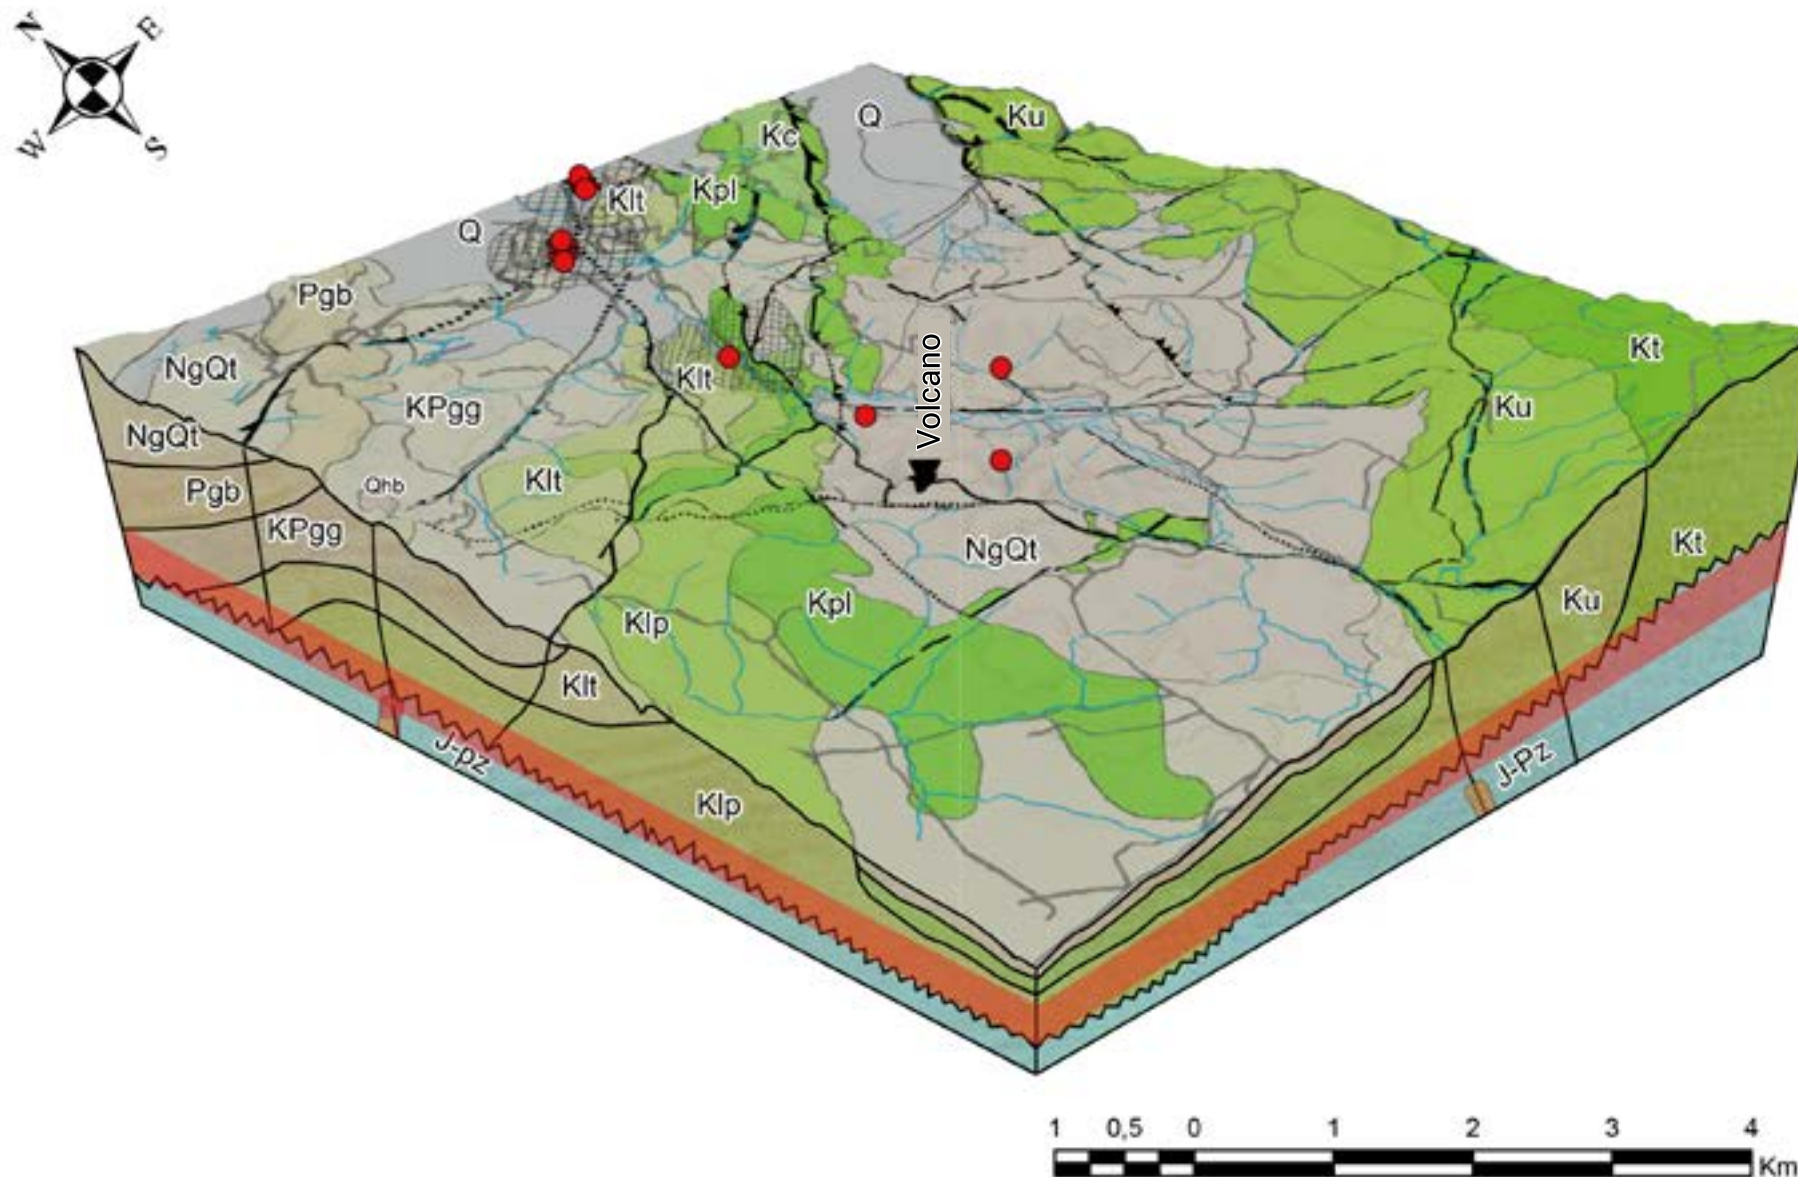 N
E
W
S
Q
Ku
Kc
Klt
Kpl
Q
Pgb
Volcano
Kt
NgQt
Klt
KPgg
Ku
NgQt
Klt
Qhb
Pgb
KPgg
NgQt
Kt
Kpl
Ku
Klp
Klt
J-pz
J-Pz
Klp
1 0,5 0 1 2 3 4
Km